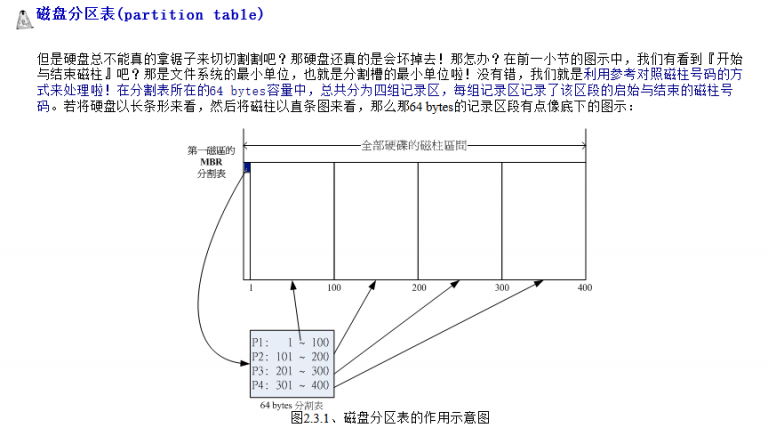 磁盘分区表(partition table)
但是硬盘总不能真的拿锯子来切切割割吧？那硬盘还真的是会坏掉去！那怎办？在前一小节的图示中，我们有看到『开始
与结束磁柱』吧？那是文件系统的最小单位，也就是分割槽的最小单位啦！没有错，我们就是利用参考对照磁柱号码的方
式来处理啦！在分割表所在的64 bytes容量中，总共分为四组记录区，每组记录区记录了该区段的启始与结束的磁柱号
码。若将硬盘以长条形来看，然后将磁柱以直条图来看，那么那64 bytes的记录区段有点像底下的图示：
第一磁區的
MBR
分割表
全部硬碟的磁柱區間
1 100 200 300 400
P1: 1 ~ 100
P2: 101 ~ 200
P3: 201 ~ 300
P4: 301 ~ 400
64 bytes 分割表
图2.3.1、磁盘分区表的作用示意图